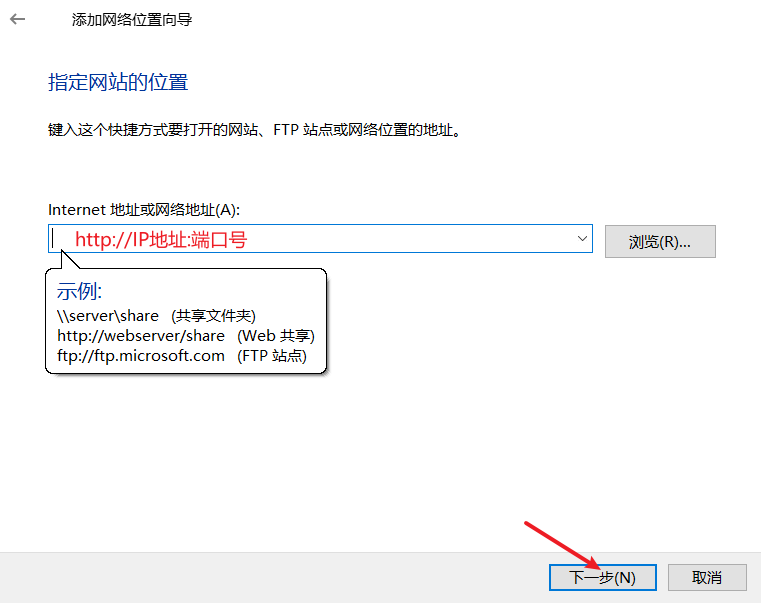 添加网络位置向导
指定网站的位置
键入这个快捷方式要打开的网站、FTP 站点或网络位置的地址。
Internet 地址或网络地址(A):
http://IP地址:端口号
浏览(R)...
示例:
\\server\share (共享文件夹)
http://webserver/share (Web 共享)
ftp://ftp.microsoft.com (FTP 站点)
下一步(N)
取消